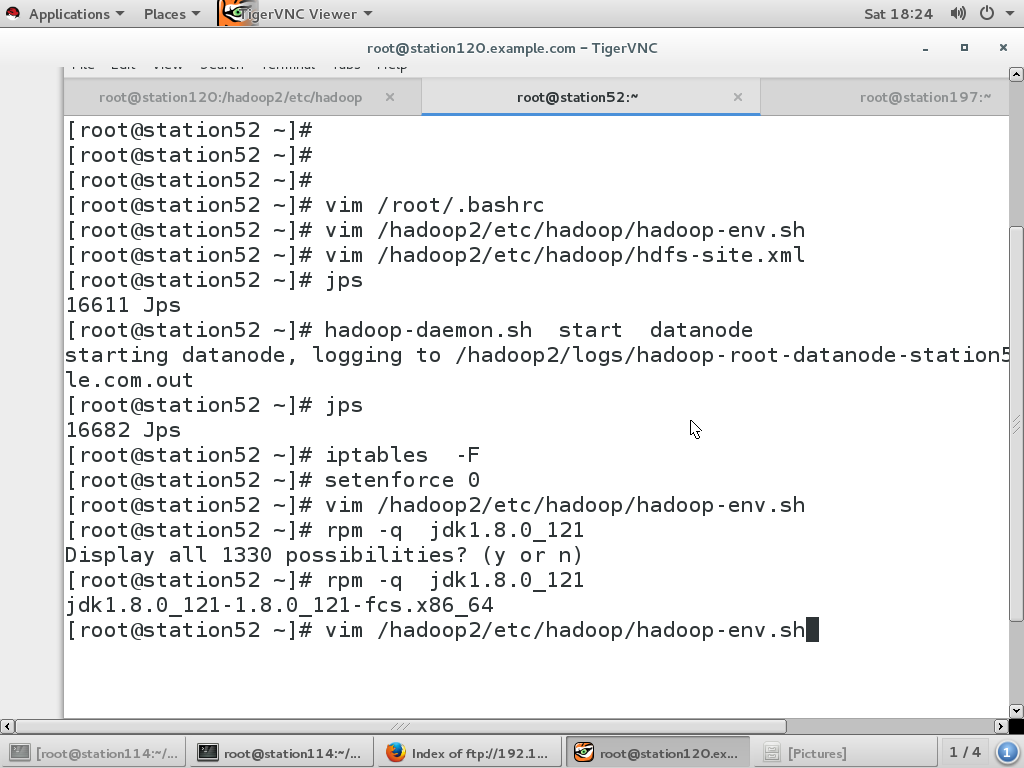 Applications Places TigerVNC Viewer Sat 18:24
root@station120.example.com – TigerVNC
File Edit View Search Terminal Tabs Help
root@station120:/hadoop2/etc/hadoop × root@station52:~ × root@station197:~
[root@station52 ~]#
[root@station52 ~]#
[root@station52 ~]#
[root@station52 ~]# vim /root/.bashrc
[root@station52 ~]# vim /hadoop2/etc/hadoop/hadoop-env.sh
[root@station52 ~]# vim /hadoop2/etc/hadoop/hdfs-site.xml
[root@station52 ~]# jps
16611 Jps
[root@station52 ~]# hadoop-daemon.sh  start  datanode
starting datanode, logging to /hadoop2/logs/hadoop-root-datanode-station5
le.com.out
[root@station52 ~]# jps
16682 Jps
[root@station52 ~]# iptables  -F
[root@station52 ~]# setenforce 0
[root@station52 ~]# vim /hadoop2/etc/hadoop/hadoop-env.sh
[root@station52 ~]# rpm -q  jdk1.8.0_121
Display all 1330 possibilities? (y or n)
[root@station52 ~]# rpm -q  jdk1.8.0_121
jdk1.8.0_121-1.8.0_121-fcs.x86_64
[root@station52 ~]# vim /hadoop2/etc/hadoop/hadoop-env.sh
[root@station114:~/... root@station114:~/... Index of ftp://192.1... root@station120.ex... [Pictures] 1 / 4 1